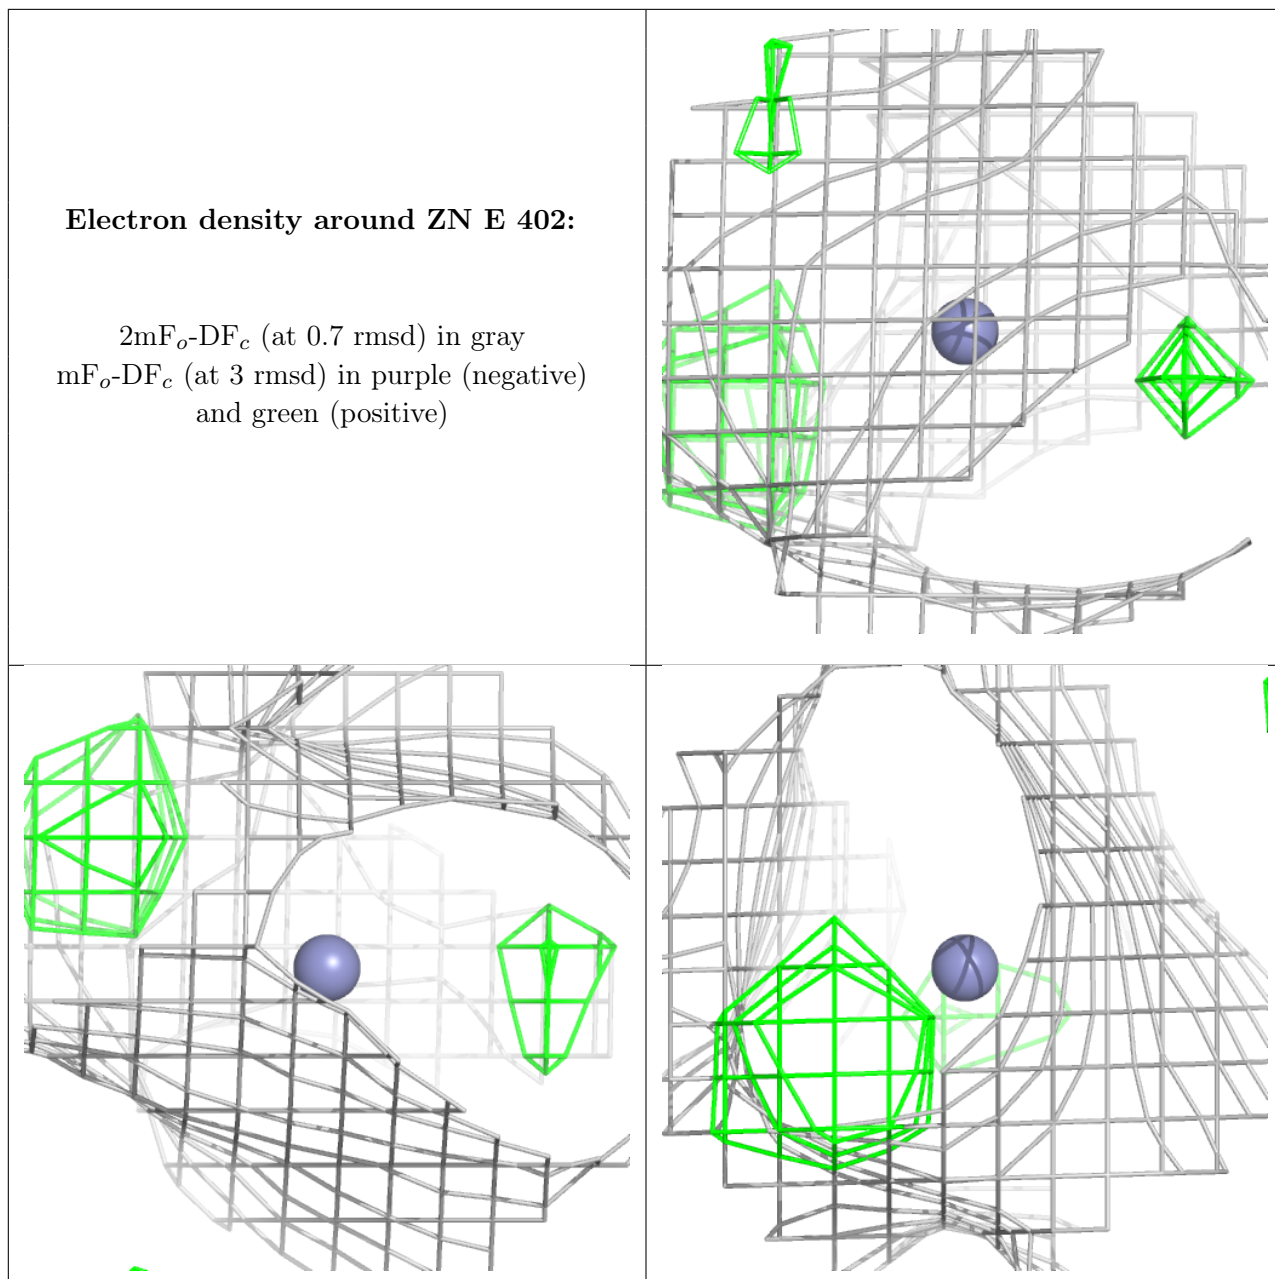 Electron density around ZN E 402:
2mFo-DFc (at 0.7 rmsd) in gray
mFo-DFc (at 3 rmsd) in purple (negative)
and green (positive)